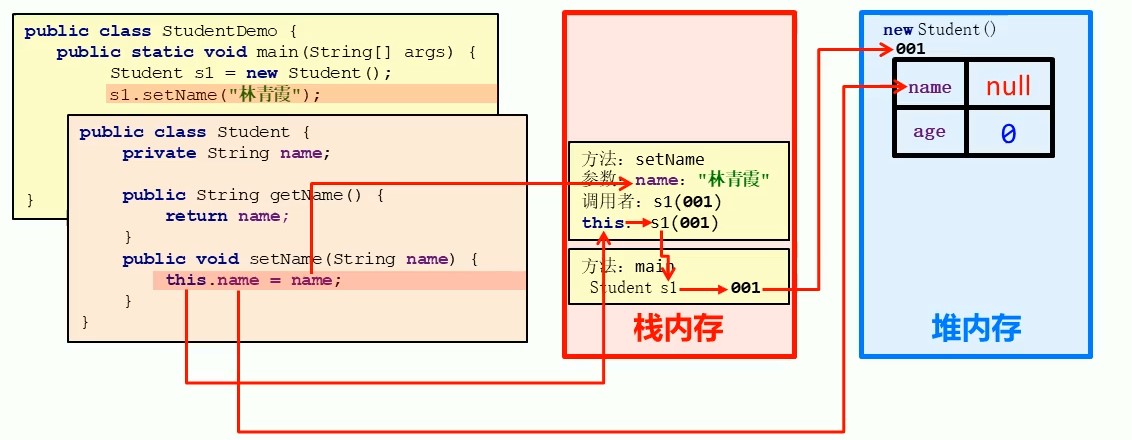 public class StudentDemo {
public static void main(String[] args) {
Student s1 = new Student();
s1.setName("林青霞");
}
public class Student {
private String name;
public String getName() {
return name;
}
public void setName(String name) {
this.name = name;
}
}
方法：setName
参数：name："林青霞"
调用者：s1(001)
this：s1(001)
方法：main
Student s1 001
栈内存
new Student()
001
name null
age 0
堆内存